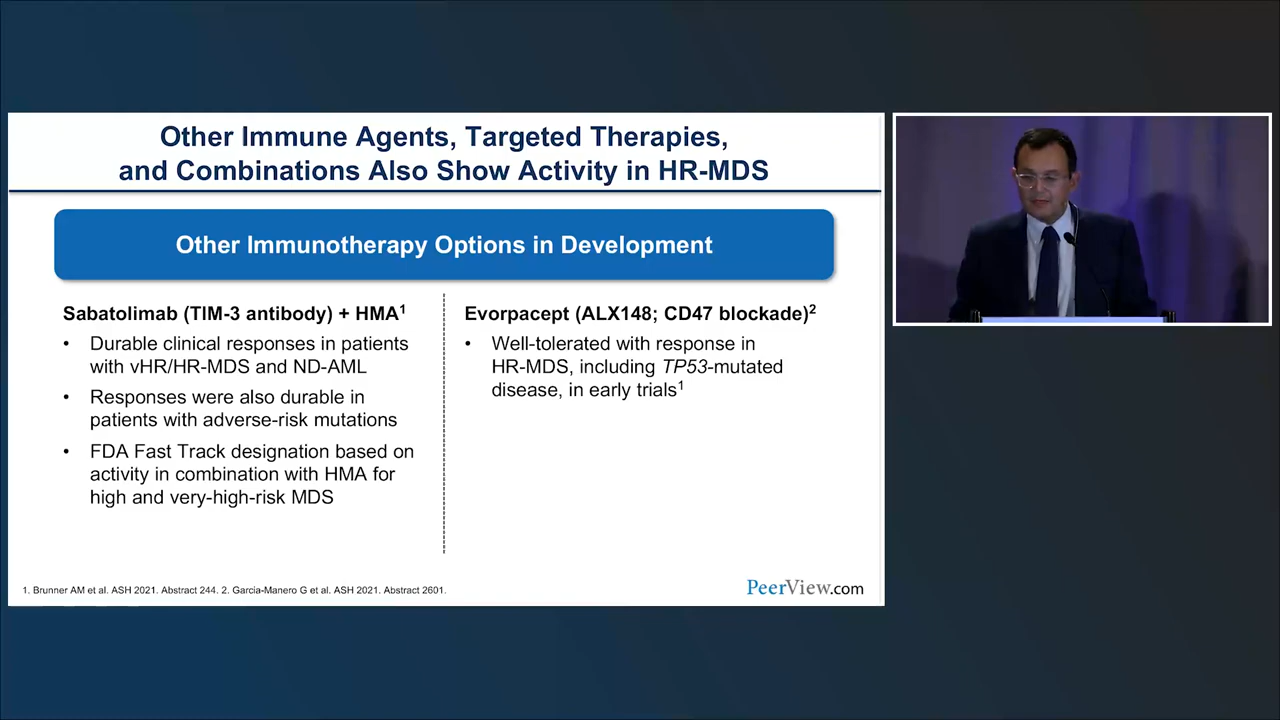 Other Immune Agents, Targeted Therapies,
and Combinations Also Show Activity in HR-MDS
Other Immunotherapy Options in Development
Sabatolimab (TIM-3 antibody) + HMA¹
• Durable clinical responses in patients
with vHR/HR-MDS and ND-AML
• Responses were also durable in
patients with adverse-risk mutations
• FDA Fast Track designation based on
activity in combination with HMA for
high and very-high-risk MDS
Evorpacept (ALX148; CD47 blockade)²
• Well-tolerated with response in
HR-MDS, including TP53-mutated
disease, in early trials¹
1. Brunner AM et al. ASH 2021. Abstract 244. 2. Garcia-Manero G et al. ASH 2021. Abstract 2601.
PeerView.com